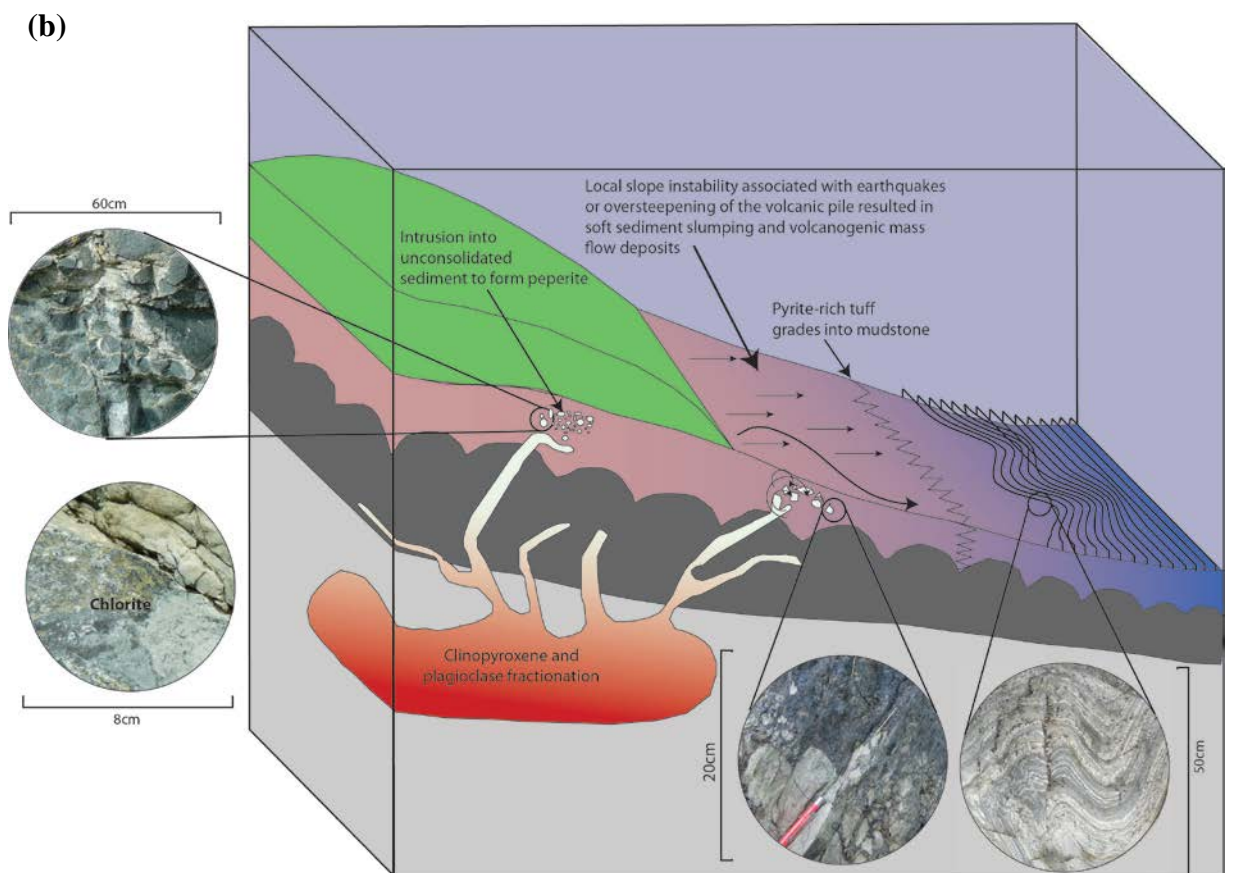 (b)
60cm
Intrusion into
unconsolidated
sediment to form peperite
Local slope instability associated with earthquakes
or oversteepening of the volcanic pile resulted in
soft sediment slumping and volcanogenic mass
flow deposits
Pyrite-rich tuff
grades into mudstone
Chlorite
8cm
Clinopyroxene and
plagioclase fractionation
20cm
50cm